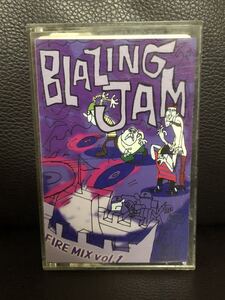 BLAZING
JAM
FIRE MIX vol.1